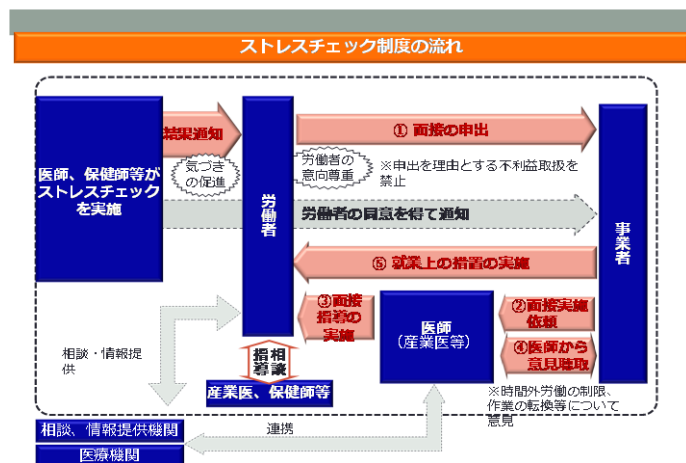 ストレスチェック制度の流れ
医師、保健師等が
ストレスチェック
を実施
結果通知
気づき
の促進
労働者
① 面接の申出
労働者の
意向尊重
※申出を理由とする不利益取扱を
禁止
労働者の同意を得て通知
事業者
⑤ 就業上の措置の実施
③面接
指導の
実施
医師
(産業医等)
②面接実施
依頼
④医師から
意見聴取
相談・情報提
供
指導
相談
産業医、保健師等
※時間外労働の制限、
作業の転換等について
意見
相談、情報提供機関
連携
医療機関